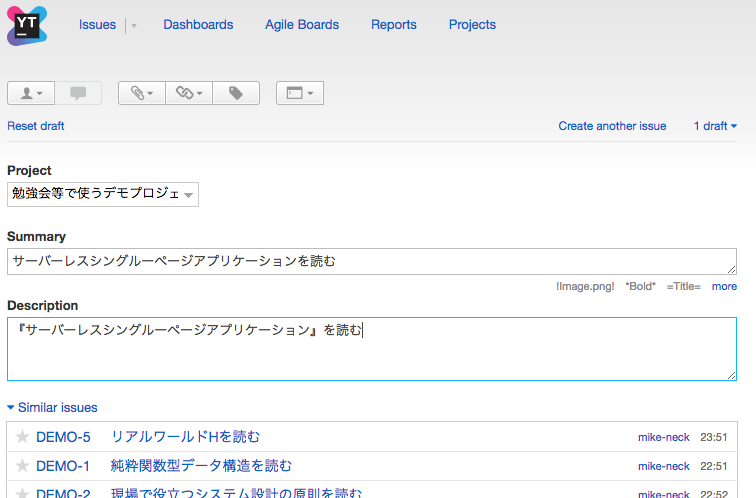 YT
Issues Dashboards Agile Boards Reports Projects
Reset draft Create another issue 1 draft
Project
勉強会等で使うデモプロジェ
Summary
サーバーレスシングルーページアプリケーションを読む
!Image.png! *Bold* =Title= more
Description
『サーバーレスシングルーページアプリケーション』を読む
Similar issues
DEMO-5 リアルワールドHを読む mike-neck 23:51
DEMO-1 純粋関数型データ構造を読む mike-neck 22:51
DEMO-2 現場で役立つシステム設計の原則を読む mike-neck 22:52